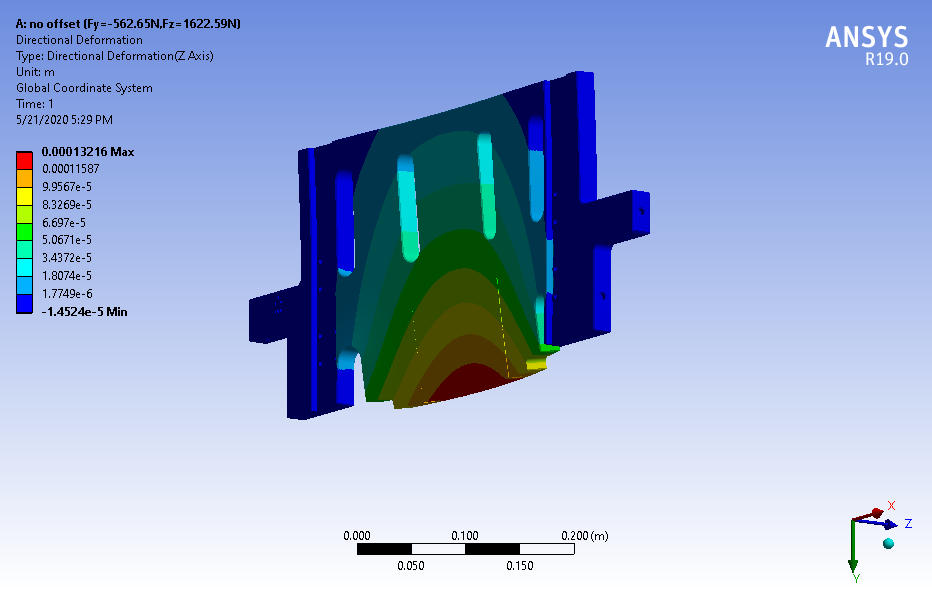 A: no offset (Fy=-562.65N,Fz=1622.59N)
Directional Deformation
Type: Directional Deformation(Z Axis)
Unit: m
Global Coordinate System
Time: 1
5/21/2020 5:29 PM
ANSYS
R19.0
0.00013216 Max
0.00011587
9.9567e-5
8.3269e-5
6.697e-5
5.0671e-5
3.4372e-5
1.8074e-5
1.7749e-6
-1.4524e-5 Min
0.000 0.100 0.200 (m)
0.050 0.150
X
Z
Y